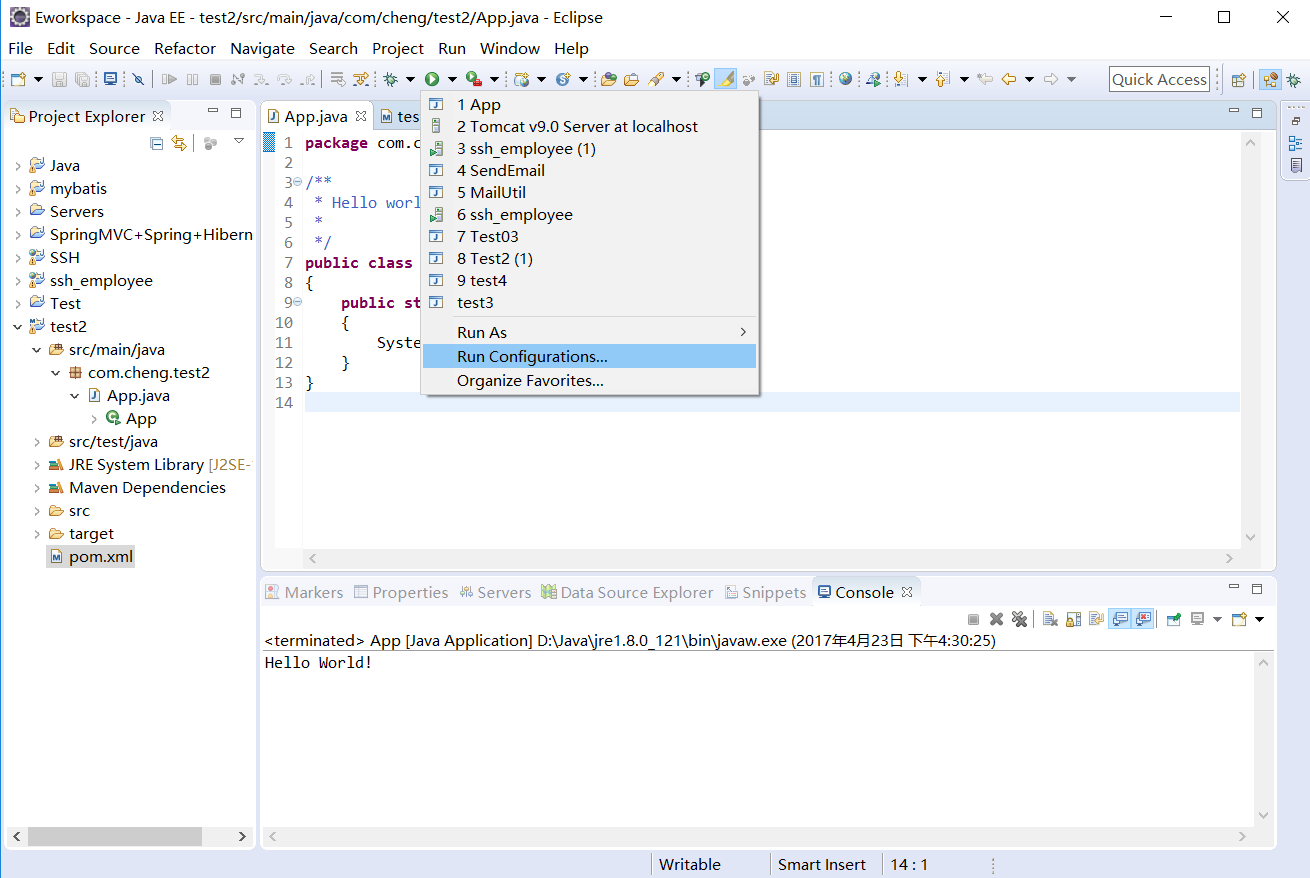 Eworkspace - Java EE - test2/src/main/java/com/cheng/test2/App.java - Eclipse
File Edit Source Refactor Navigate Search Project Run Window Help
Quick Access
Project Explorer
Java
mybatis
Servers
SpringMVC+Spring+Hibern
SSH
ssh_employee
Test
test2
src/main/java
com.cheng.test2
App.java
App
src/test/java
JRE System Library [J2SE-
Maven Dependencies
src
target
pom.xml
App.java tes
1 package com.c
2
3 /**
4 * Hello worl
5 *
6 */
7 public class
8 {
9 public st
10 {
11 Syste
12 }
13 }
14
1 App
2 Tomcat v9.0 Server at localhost
3 ssh_employee (1)
4 SendEmail
5 MailUtil
6 ssh_employee
7 Test03
8 Test2 (1)
9 test4
test3
Run As
Run Configurations...
Organize Favorites...
Markers Properties Servers Data Source Explorer Snippets Console
<terminated> App [Java Application] D:\Java\jre1.8.0_121\bin\javaw.exe (2017年4月23日 下午4:30:25)
Hello World!
Writable Smart Insert 14 : 1